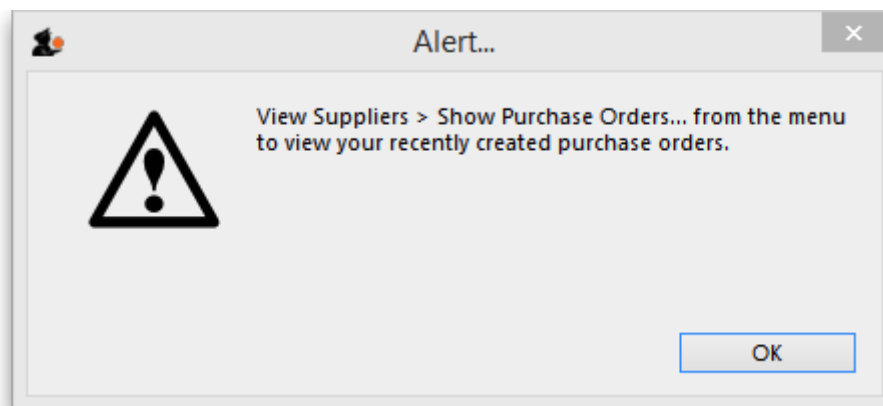 Alert...
View Suppliers > Show Purchase Orders... from the menu
to view your recently created purchase orders.
OK